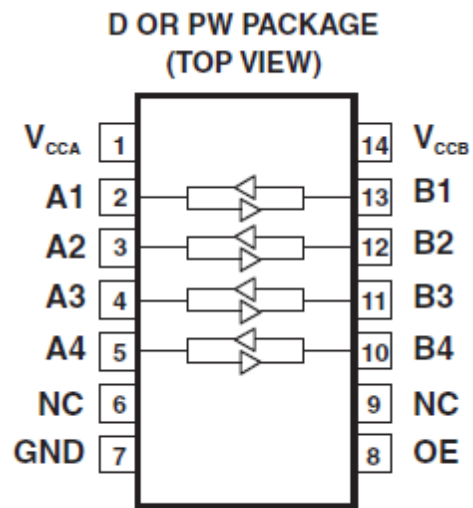 D OR PW PACKAGE
(TOP VIEW)
VCCA 1 14 VCCB
A1 2 13 B1
A2 3 12 B2
A3 4 11 B3
A4 5 10 B4
NC 6 9 NC
GND 7 8 OE